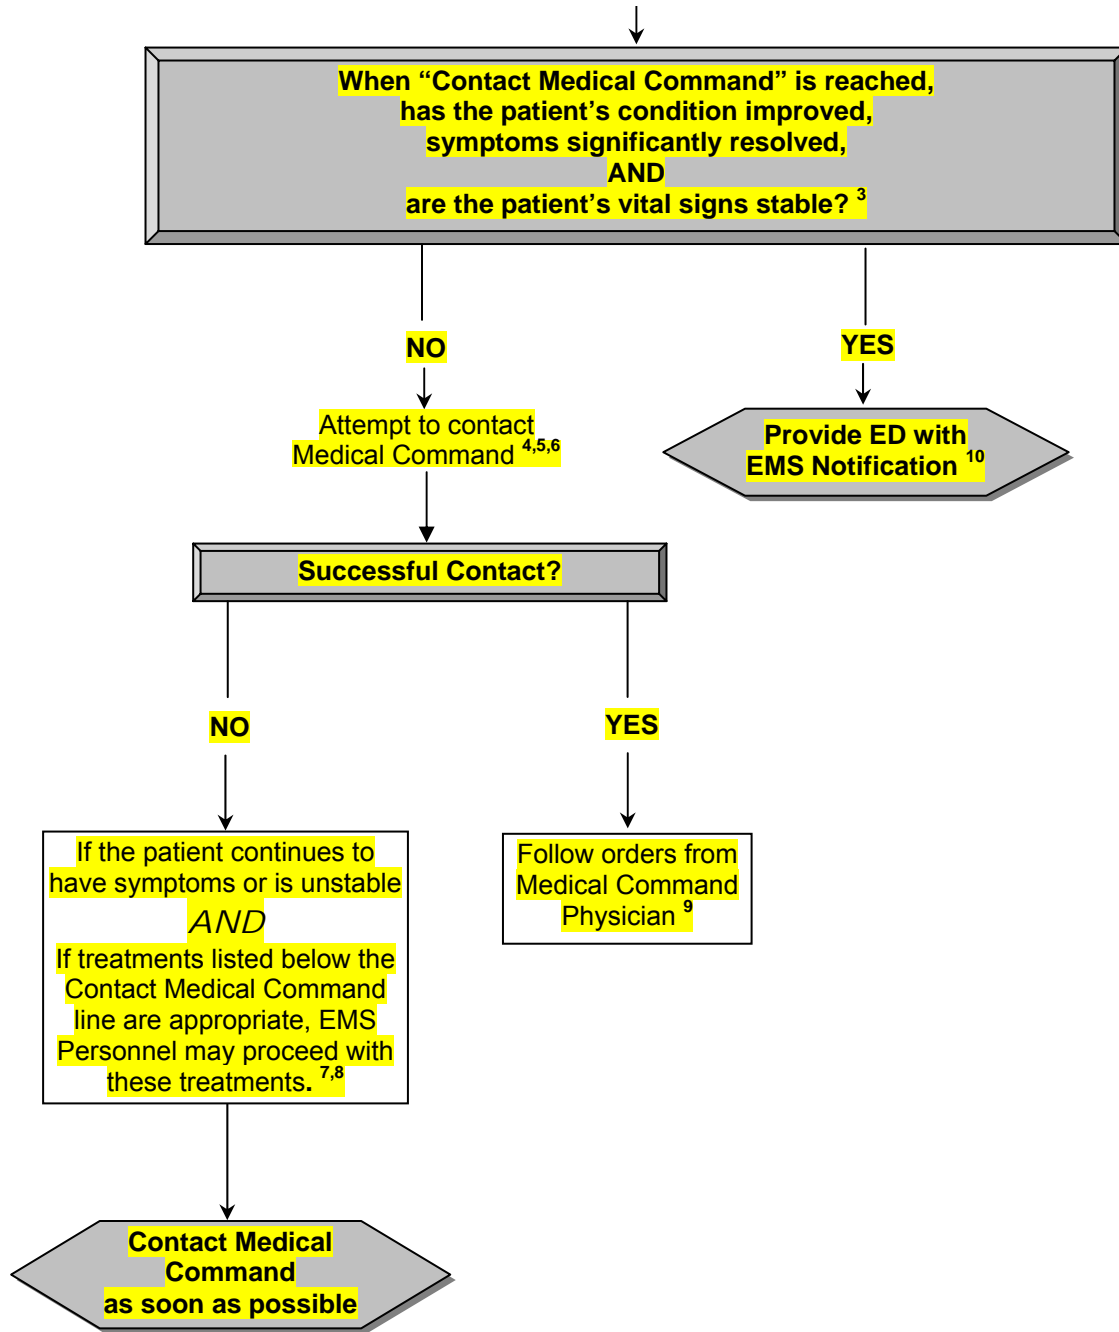 When “Contact Medical Command” is reached,
has the patient’s condition improved,
symptoms significantly resolved,
AND
are the patient’s vital signs stable? 3
NO
YES
Attempt to contact
Medical Command 4,5,6
Provide ED with
EMS Notification 10
Successful Contact?
NO
YES
If the patient continues to
have symptoms or is unstable
AND
If treatments listed below the
Contact Medical Command
line are appropriate, EMS
Personnel may proceed with
these treatments. 7,8
Follow orders from
Medical Command
Physician 9
Contact Medical
Command
as soon as possible